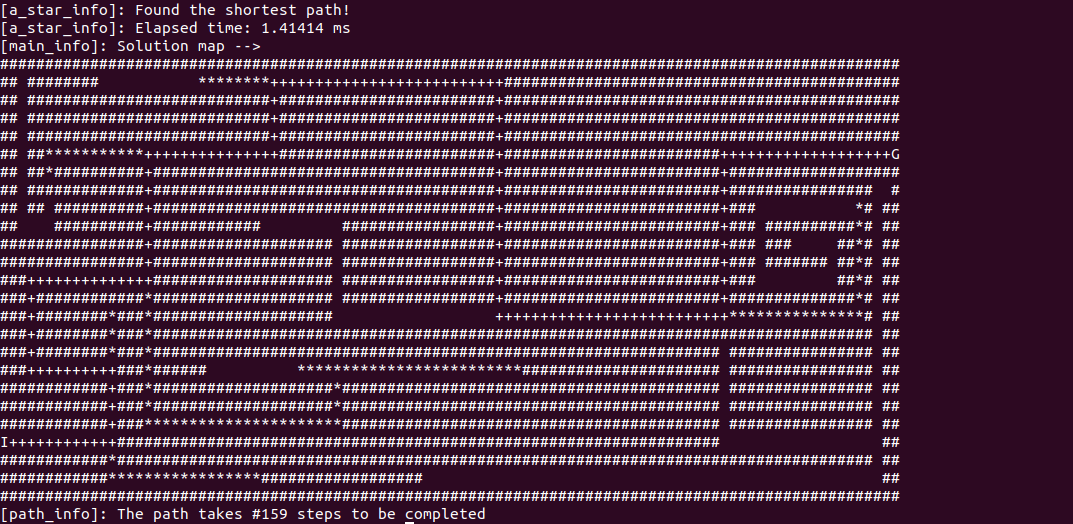 [a_star_info]: Found the shortest path!
[a_star_info]: Elapsed time: 1.41414 ms
[main_info]: Solution map -->
####################################################################################################
## ########           ********++++++++++++++++++++++++++############################################
## ###########################+########################+############################################
## ###########################+########################+############################################
## ###########################+########################+############################################
## ##***********+++++++++++++++########################+########################+++++++++++++++++++G
## ##*##########+######################################+########################+###################
## #############+######################################+########################+################  #
## ## ##########+######################################+########################+###           *# ##
##    ##########+############         #################+########################+### ##########*# ##
################+#################### #################+########################+### ###     ##*# ##
################+#################### #################+########################+### ####### ##*# ##
###++++++++++++++#################### #################+########################+###         ##*# ##
###+############*#################### #################+########################+##############*# ##
###+########*###*####################                  ++++++++++++++++++++++++++***************# ##
###+########*###*################################################################################ ##
###+########*###*############################################################### ################ ##
###++++++++++###*######          *************************###################### ################ ##
############+###*####################*########################################## ################ ##
############+###*####################*########################################## ################ ##
############+###**********************########################################## ################ ##
I++++++++++++###################################################################                  ##
############*#################################################################################### ##
############*****************##################                                                   ##
####################################################################################################
[path_info]: The path takes #159 steps to be completed